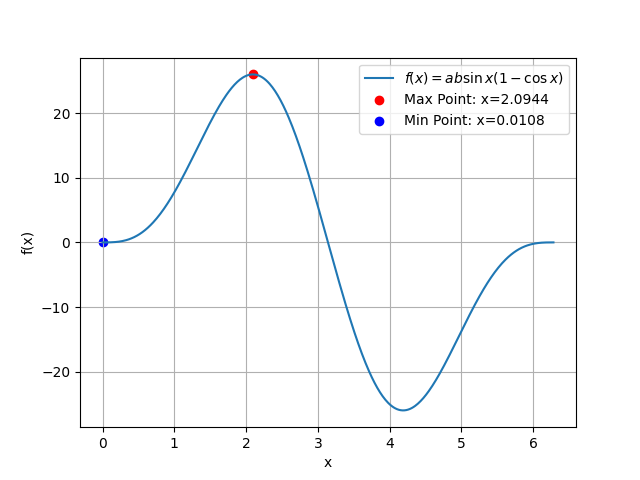 f(x) = ab sin x(1 − cos x)
Max Point: x=2.0944
Min Point: x=0.0108
20
10
0
−10
−20
f(x)
0 1 2 3 4 5 6
x